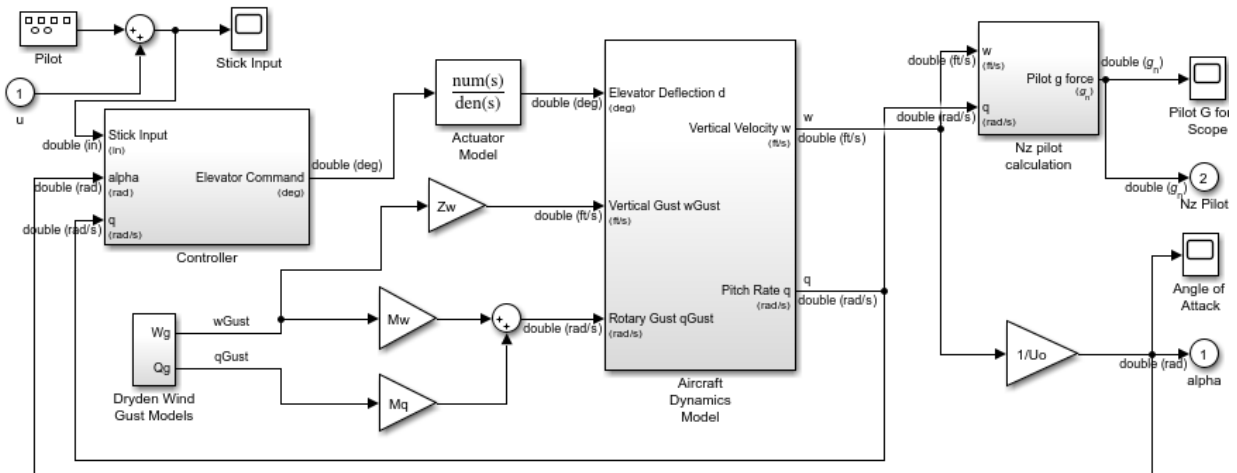 Pilot
Stick Input
1
u
Stick Input
(in)
double (in)
alpha
(rad)
double (rad)
q
(rad/s)
double (rad/s)
Elevator Command
(deg)
double (deg)
Controller
num(s)
den(s)
Actuator
Model
double (deg)
Zw
double (ft/s)
wGust
Wg
qGust
Qg
Dryden Wind
Gust Models
Mw
Mq
double (rad/s)
Elevator Deflection d
(deg)
Vertical Velocity w
(ft/s)
Vertical Gust wGust
(ft/s)
Pitch Rate q
(rad/s)
Rotary Gust qGust
(rad/s)
Aircraft
Dynamics
Model
w
double (ft/s)
q
double (rad/s)
w
(ft/s)
double (ft/s)
q
(rad/s)
double (rad/s)
Pilot g force
(gn)
Nz pilot
calculation
double (gn)
Pilot G for
Scope
2
double (gn)
Nz Pilot
Angle of
Attack
1/Uo
double (rad)
1
alpha